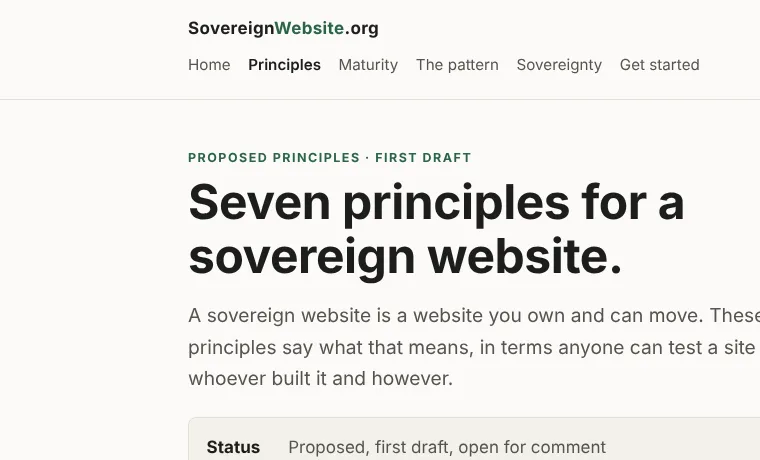 SovereignWebsite.org
Home Principles Maturity The pattern Sovereignty Get started
PROPOSED PRINCIPLES · FIRST DRAFT
Seven principles for a
sovereign website.
A sovereign website is a website you own and can move. These
principles say what that means, in terms anyone can test a site
whoever built it and however.
Status Proposed, first draft, open for comment